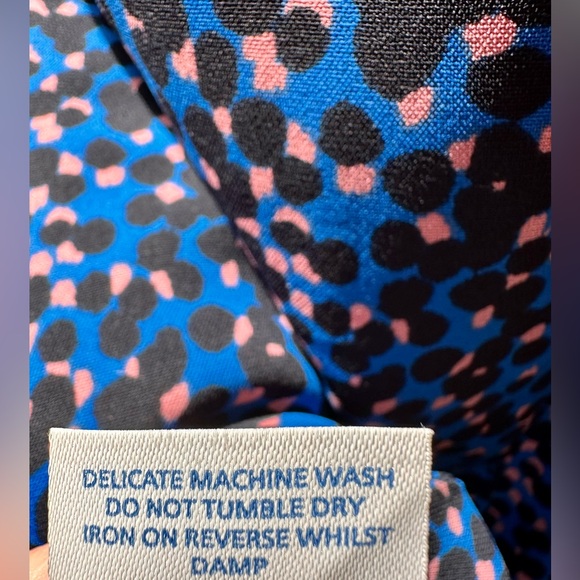 DELICATE MACHINE WASH
DO NOT TUMBLE DRY
IRON ON REVERSE WHILST
DAMP